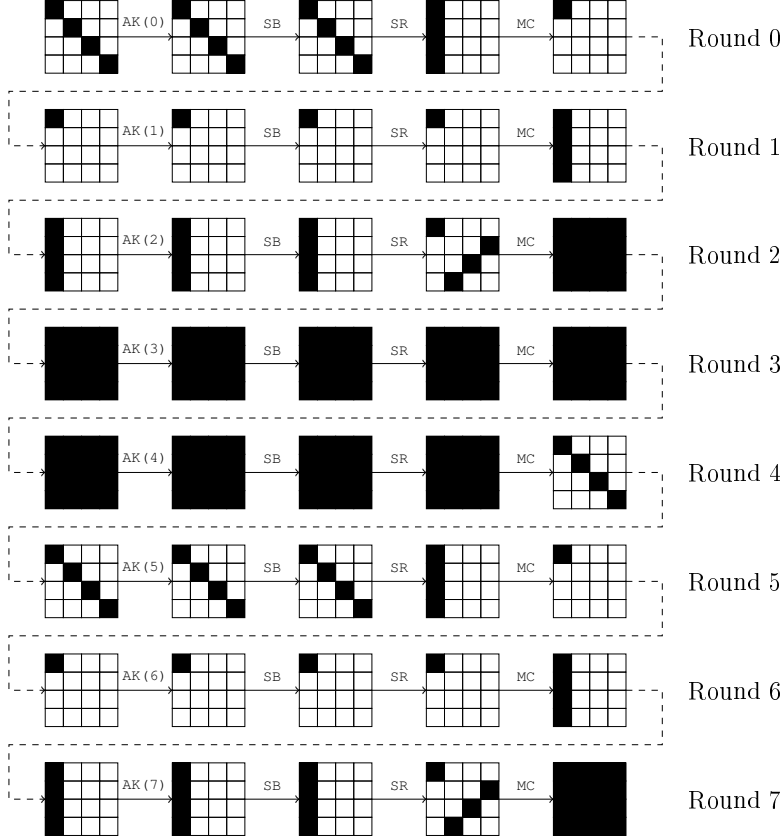 AK(0) SB SR MC Round 0
AK(1) SB SR MC Round 1
AK(2) SB SR MC Round 2
AK(3) SB SR MC Round 3
AK(4) SB SR MC Round 4
AK(5) SB SR MC Round 5
AK(6) SB SR MC Round 6
AK(7) SB SR MC Round 7